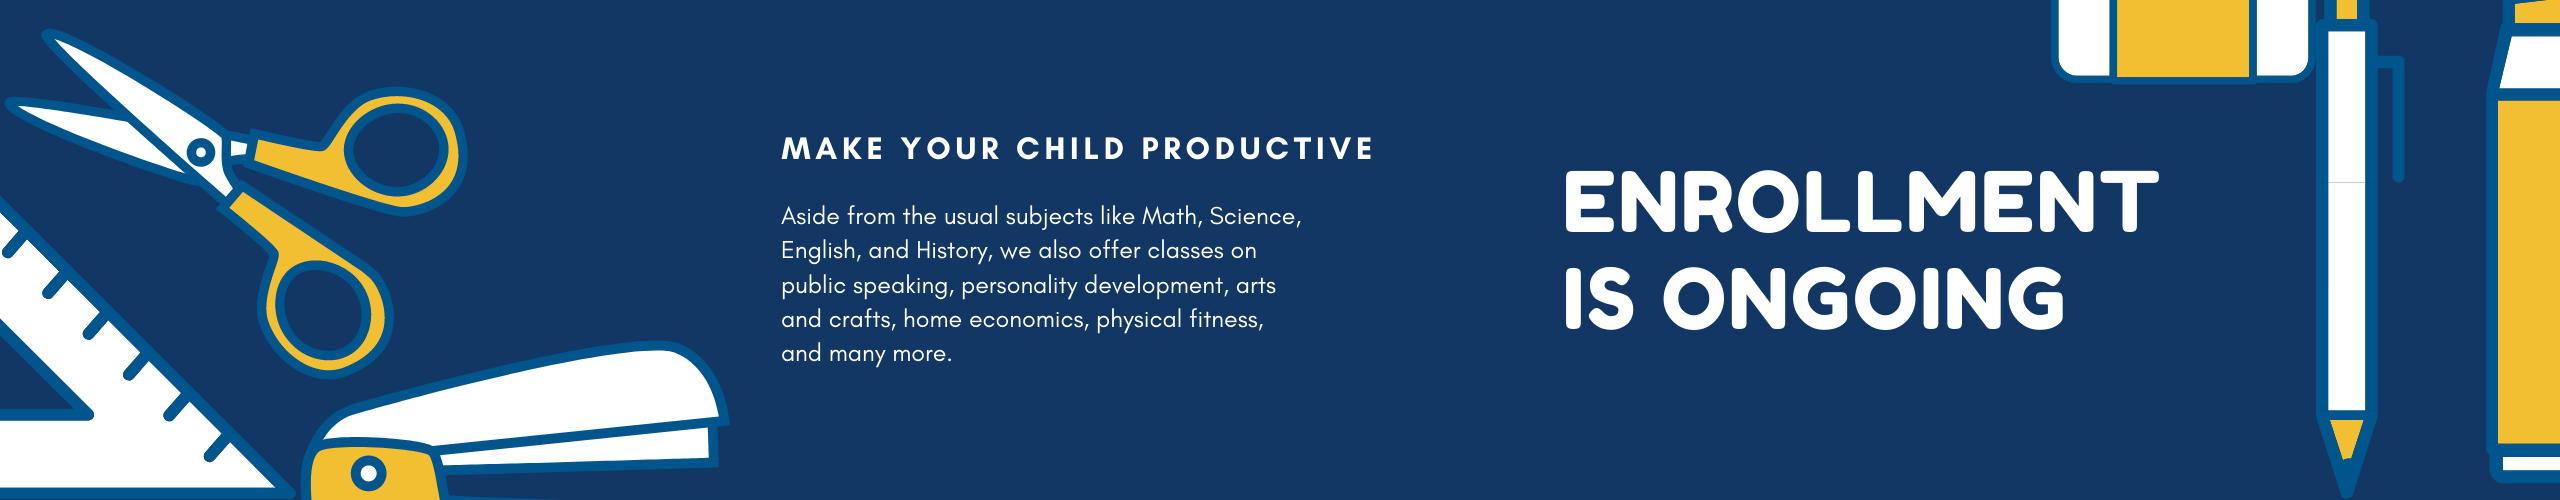 MAKE YOUR CHILD PRODUCTIVE
Aside from the usual subjects like Math, Science,
English, and History, we also offer classes on
public speaking, personality development, arts
and crafts, home economics, physical fitness,
and many more.
ENROLLMENT
IS ONGOING